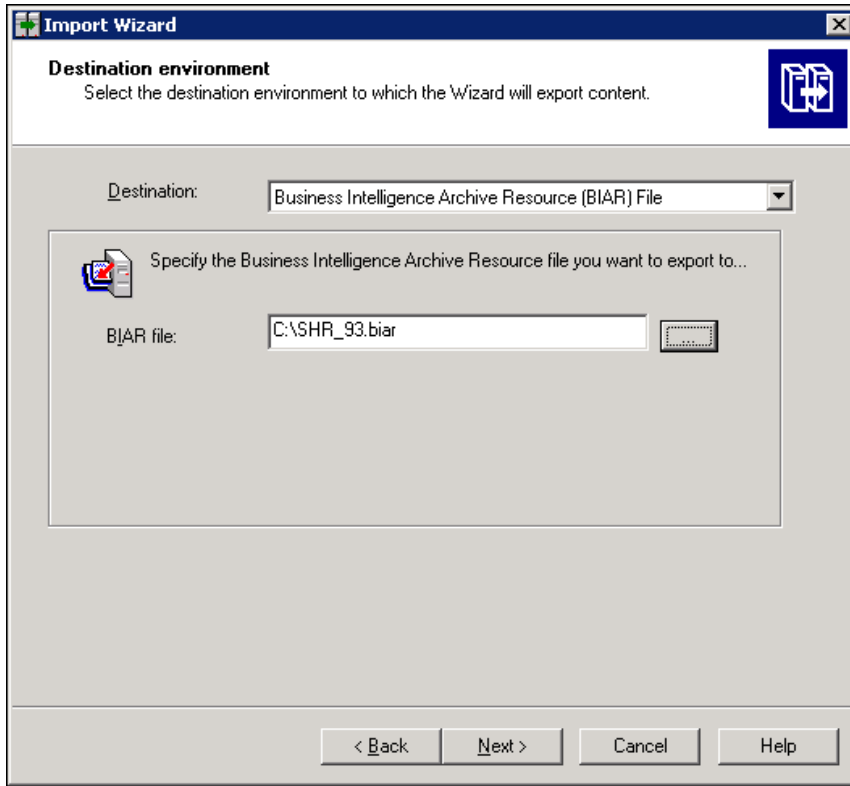 Import Wizard
Destination environment
Select the destination environment to which the Wizard will export content.
Destination:
Business Intelligence Archive Resource (BIAR) File
Specify the Business Intelligence Archive Resource file you want to export to...
BIAR file:
C:\SHR_93.biar
...
< Back
Next >
Cancel
Help